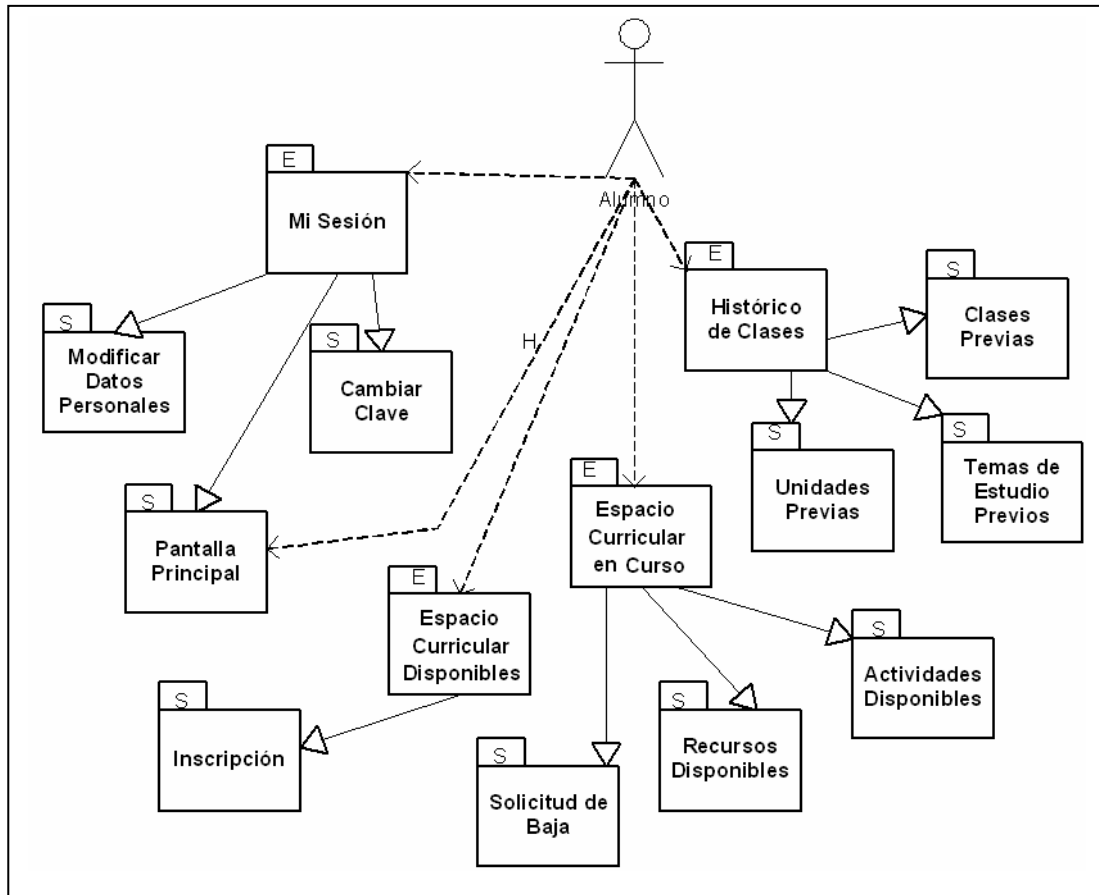 Alumno
E
Mi Sesión
E
Histórico
de Clases
S
Clases
Previas
S
Modificar
Datos
Personales
S
Cambiar
Clave
H
S
Unidades
Previas
S
Temas de
Estudio
Previos
E
Espacio
Curricular
en Curso
S
Pantalla
Principal
E
Espacio
Curricular
Disponibles
S
Actividades
Disponibles
S
Inscripción
S
Recursos
Disponibles
S
Solicitud de
Baja